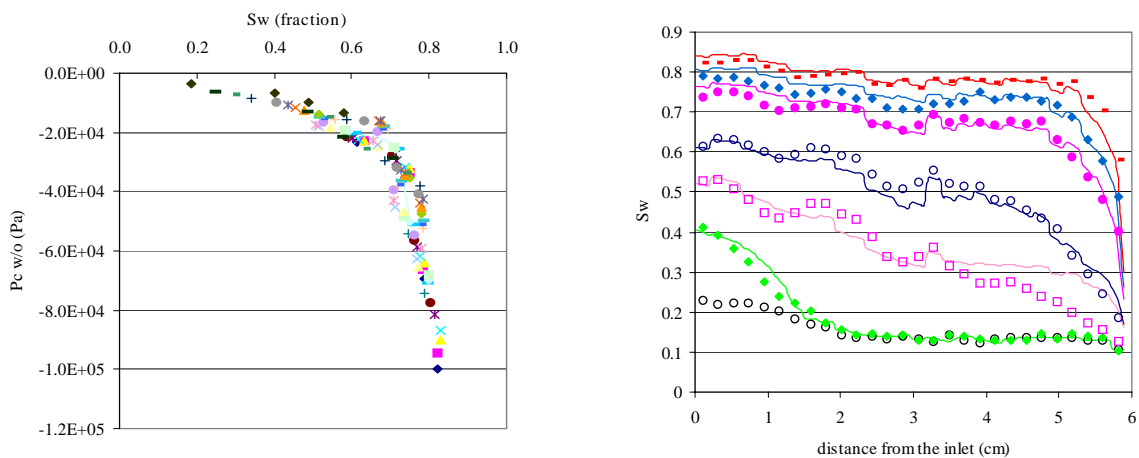 Sw (fraction)
0.0 0.2 0.4 0.6 0.8 1.0
0.0E+00
-2.0E+04
-4.0E+04
-6.0E+04
-8.0E+04
-1.0E+05
-1.2E+05
Pc w/o (Pa)
0.9
0.8
0.7
0.6
0.5
0.4
0.3
0.2
0.1
0
Sw
0 1 2 3 4 5 6
distance from the inlet (cm)